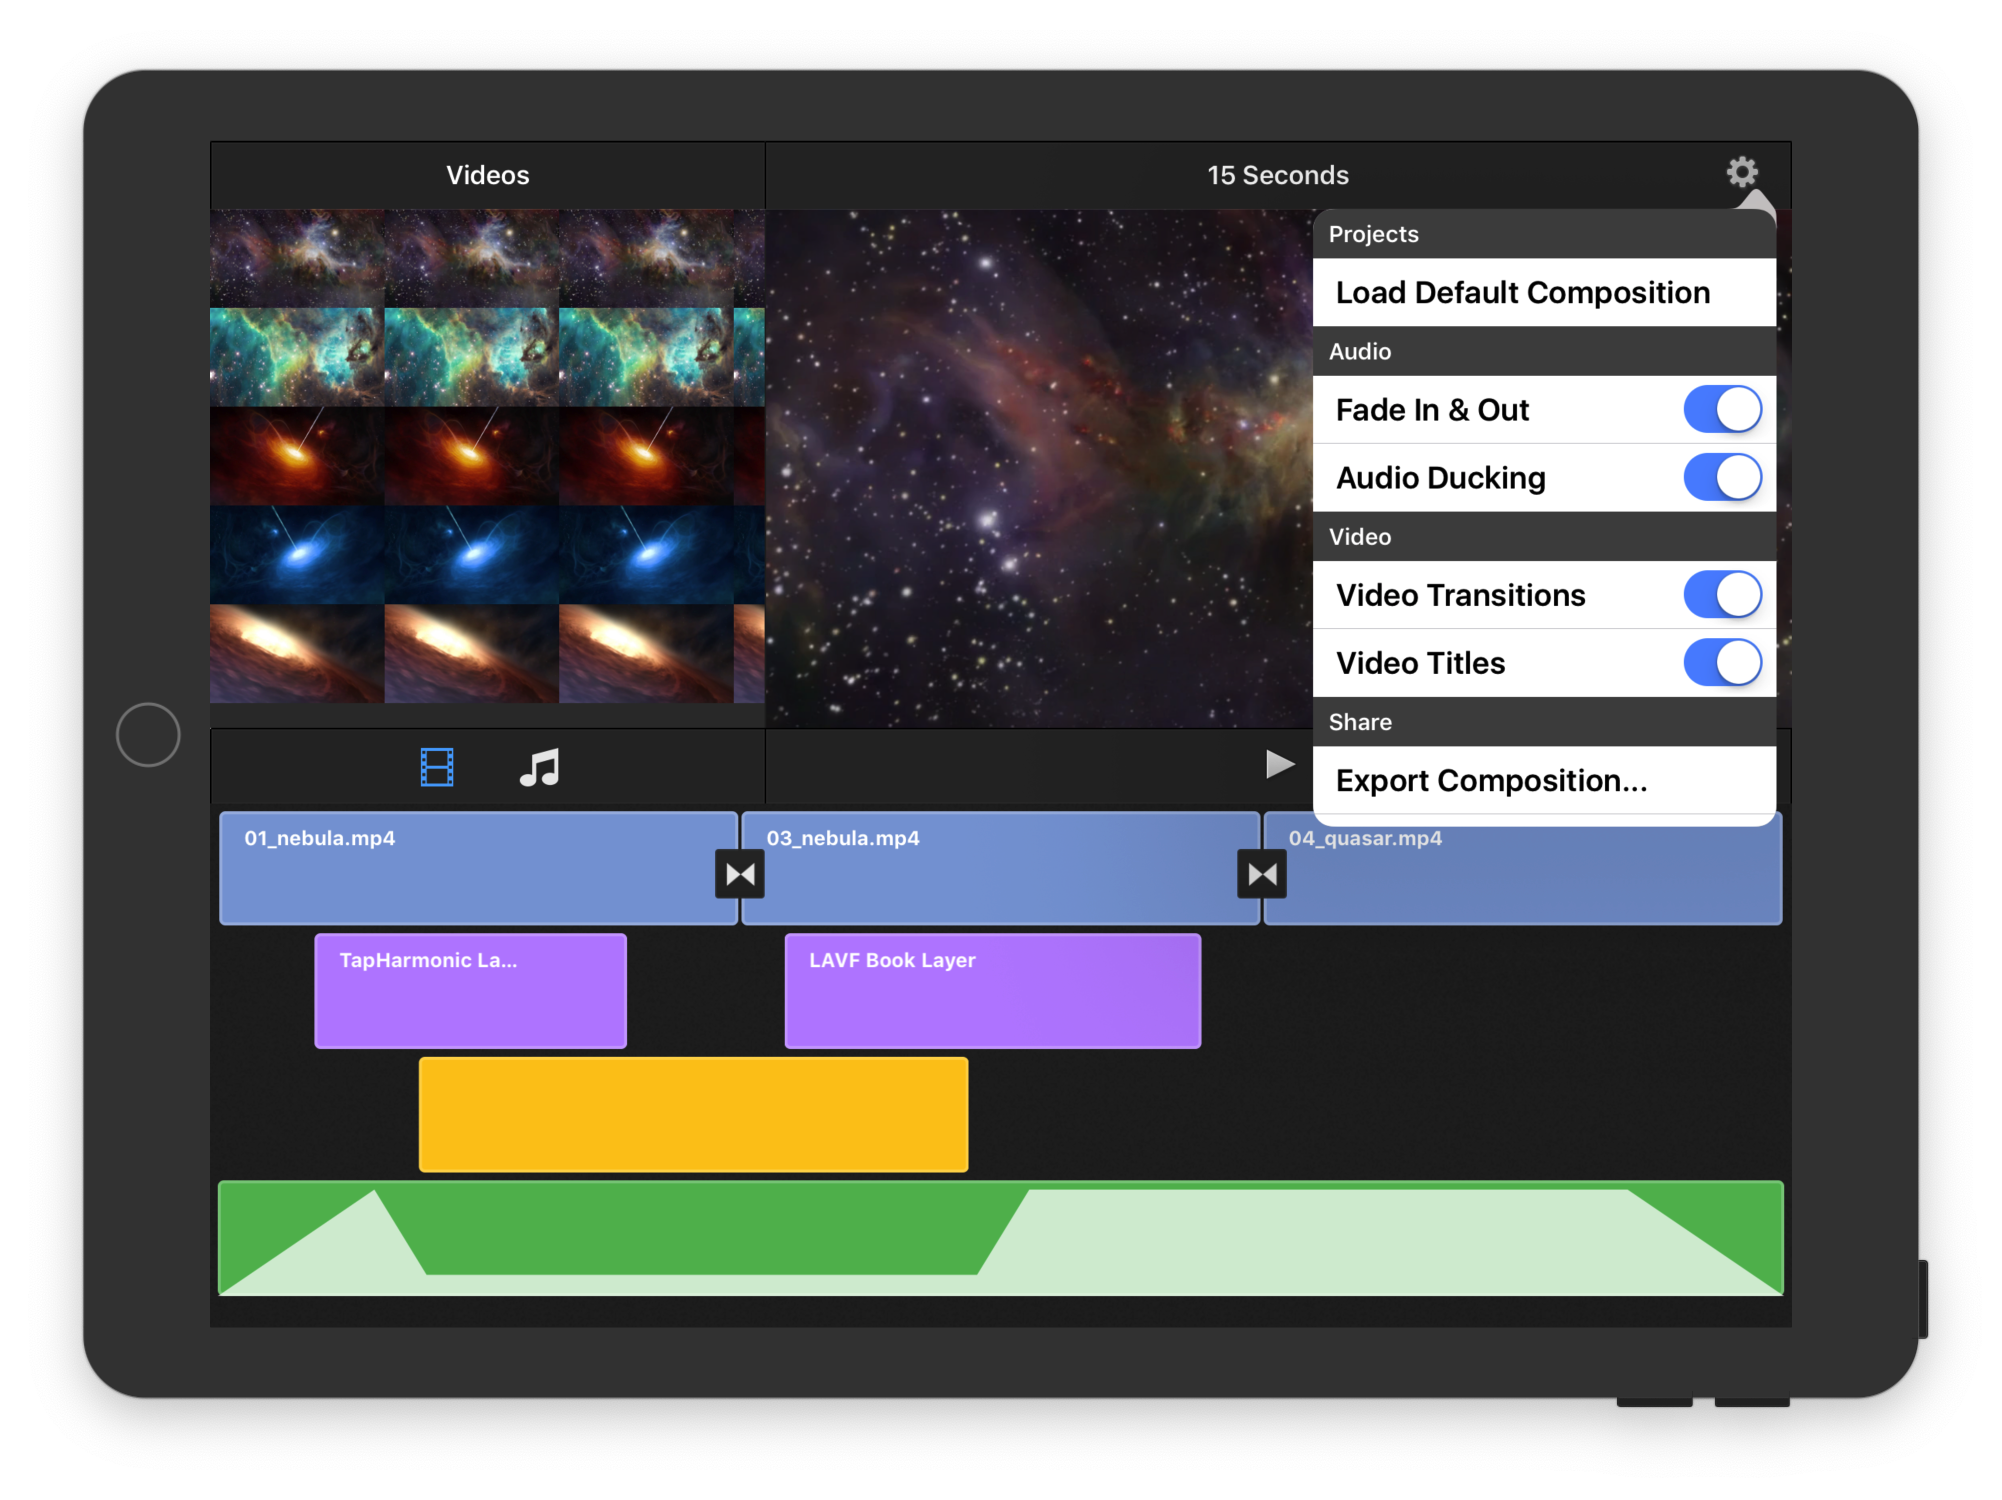 Videos
15 Seconds
Projects
Load Default Composition
Audio
Fade In & Out
Audio Ducking
Video
Video Transitions
Video Titles
Share
Export Composition...
01_nebula.mp4
03_nebula.mp4
04_quasar.mp4
TapHarmonic La...
LAVF Book Layer